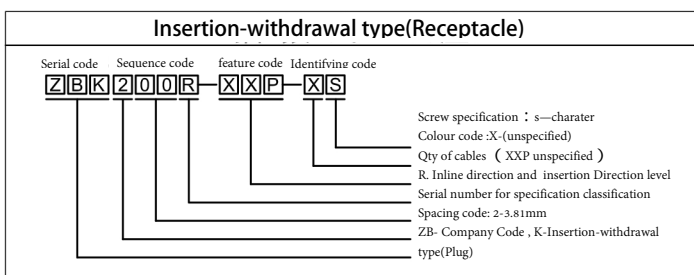 Insertion-withdrawal type(Receptacle)
Serial code Sequence code feature code Identifying code
ZBK200R-XXP-XS
Screw specification：s—charater
Colour code :X-(unspecified)
Qty of cables （XXP unspecified）
R. Inline direction and insertion Direction level
Serial number for specification classification
Spacing code: 2-3.81mm
ZB- Company Code , K-Insertion-withdrawal
type(Plug)